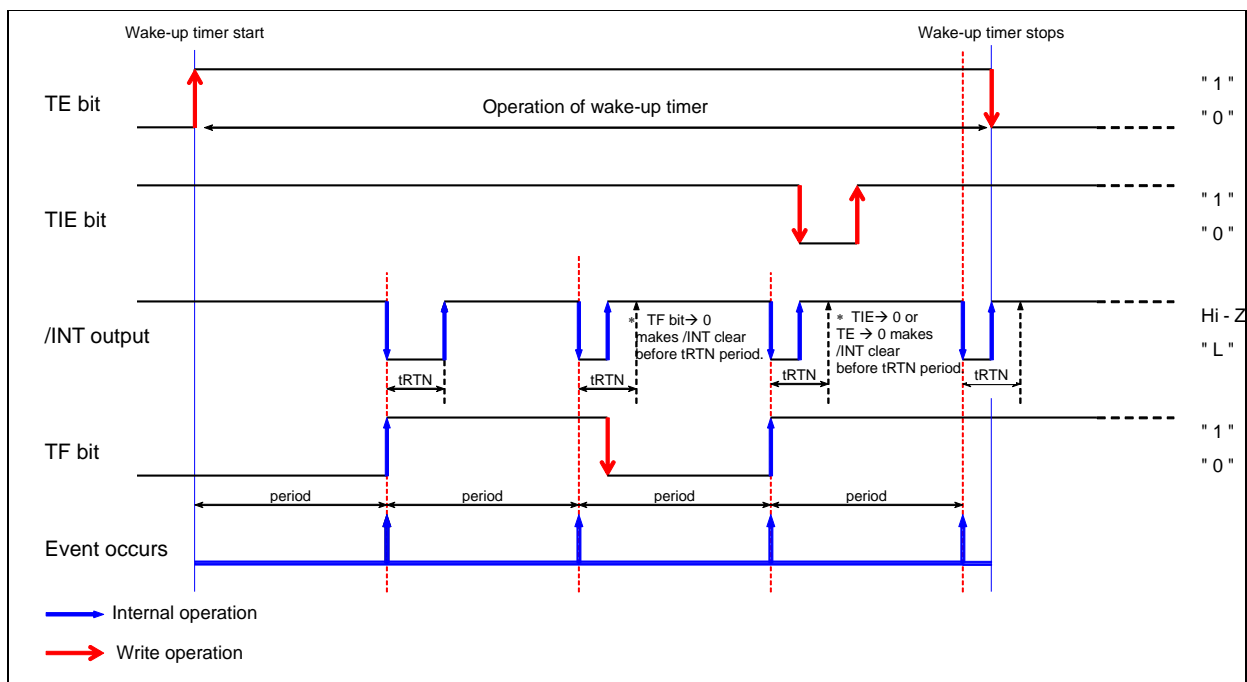 Wake-up timer start
Wake-up timer stops
TE bit
Operation of wake-up timer
" 1 "
" 0 "
TIE bit
" 1 "
" 0 "
/INT output
* TF bit→ 0
makes /INT clear
before tRTN period.
* TIE→ 0 or
TE → 0 makes
/INT clear
before tRTN period.
Hi - Z
" L "
tRTN
tRTN
tRTN
tRTN
TF bit
" 1 "
" 0 "
period
period
period
period
Event occurs
Internal operation
Write operation